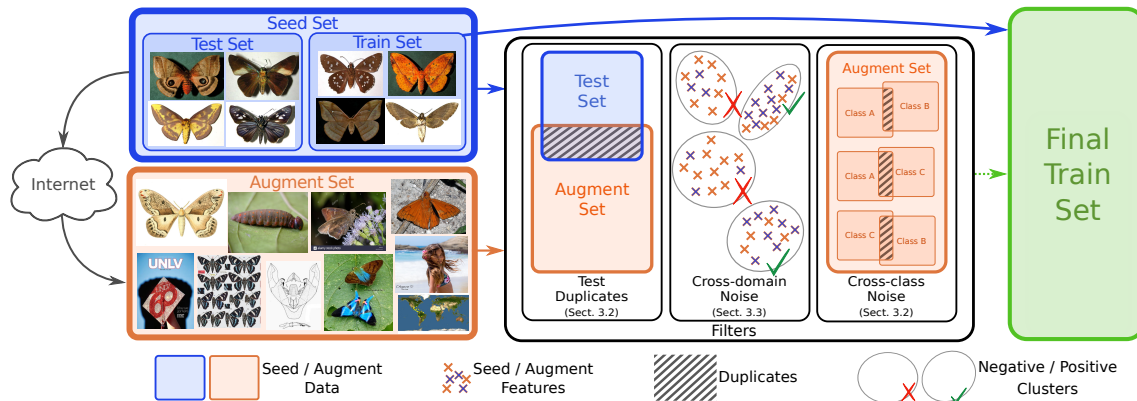 Seed Set
Test Set
Train Set
Internet
Augment Set
UNLV
Test
Set
Augment
Set
Test
Duplicates
(Sect. 3.2)
Cross-domain
Noise
(Sect. 3.3)
Augment Set
Class A
Class B
Class A
Class C
Class C
Class B
Cross-class
Noise
(Sect. 3.2)
Filters
Final
Train
Set
Seed / Augment
Data
Seed / Augment
Features
Duplicates
Negative / Positive
Clusters